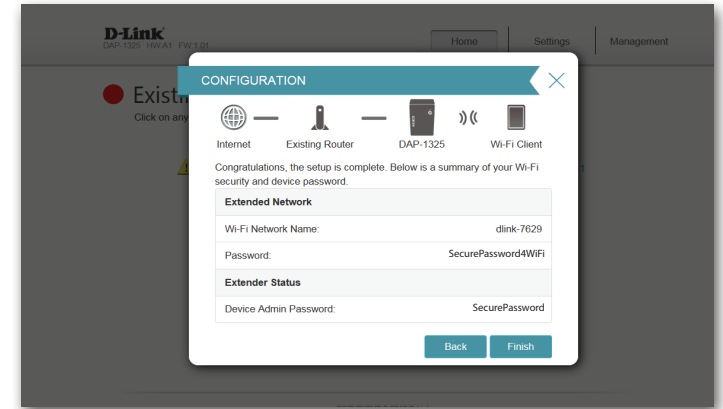 D-Link
DAP-1325 HW:A1 FW:1.01
Home
Settings
Management
CONFIGURATION
Click on any
Internet
Existing Router
DAP-1325
Wi-Fi Client
Congratulations, the setup is complete. Below is a summary of your Wi-Fi
security and device password.
Extended Network
Wi-Fi Network Name:
dlink-7629
Password:
SecurePassword4WiFi
Extender Status
Device Admin Password:
SecurePassword
Back
Finish